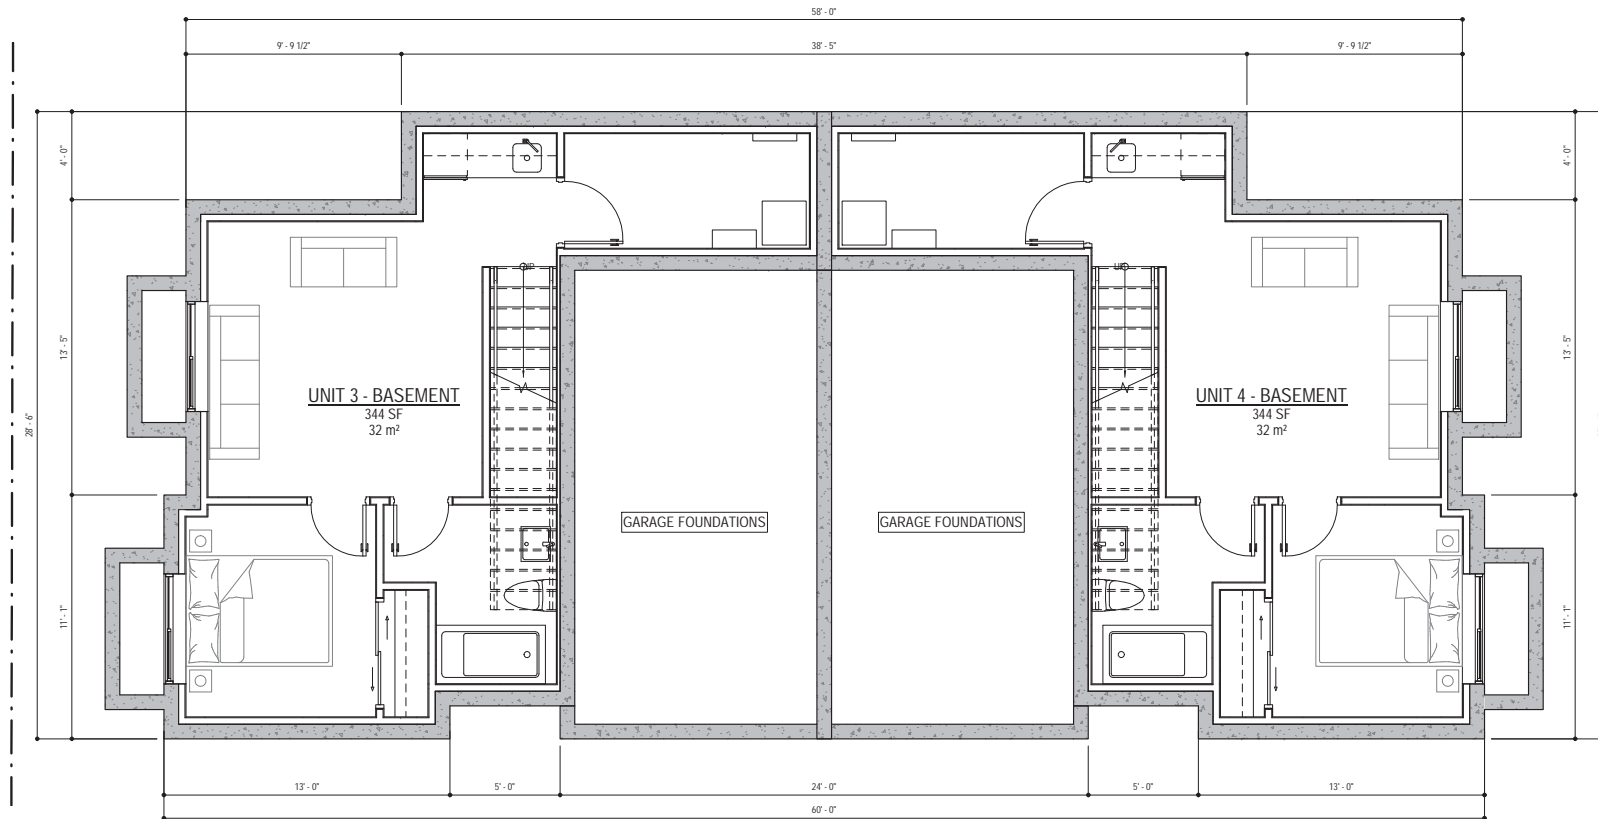 58' - 0"
9' - 9 1/2"
38' - 5"
9' - 9 1/2"
4' - 0"
4' - 0"
UP
UP
13' - 5"
13' - 5"
28' - 6"
UNIT 3 - BASEMENT
344 SF
32 m²
UNIT 4 - BASEMENT
344 SF
32 m²
GARAGE FOUNDATIONS
GARAGE FOUNDATIONS
11' - 1"
11' - 1"
13' - 0"
5' - 0"
24' - 0"
5' - 0"
13' - 0"
60' - 0"